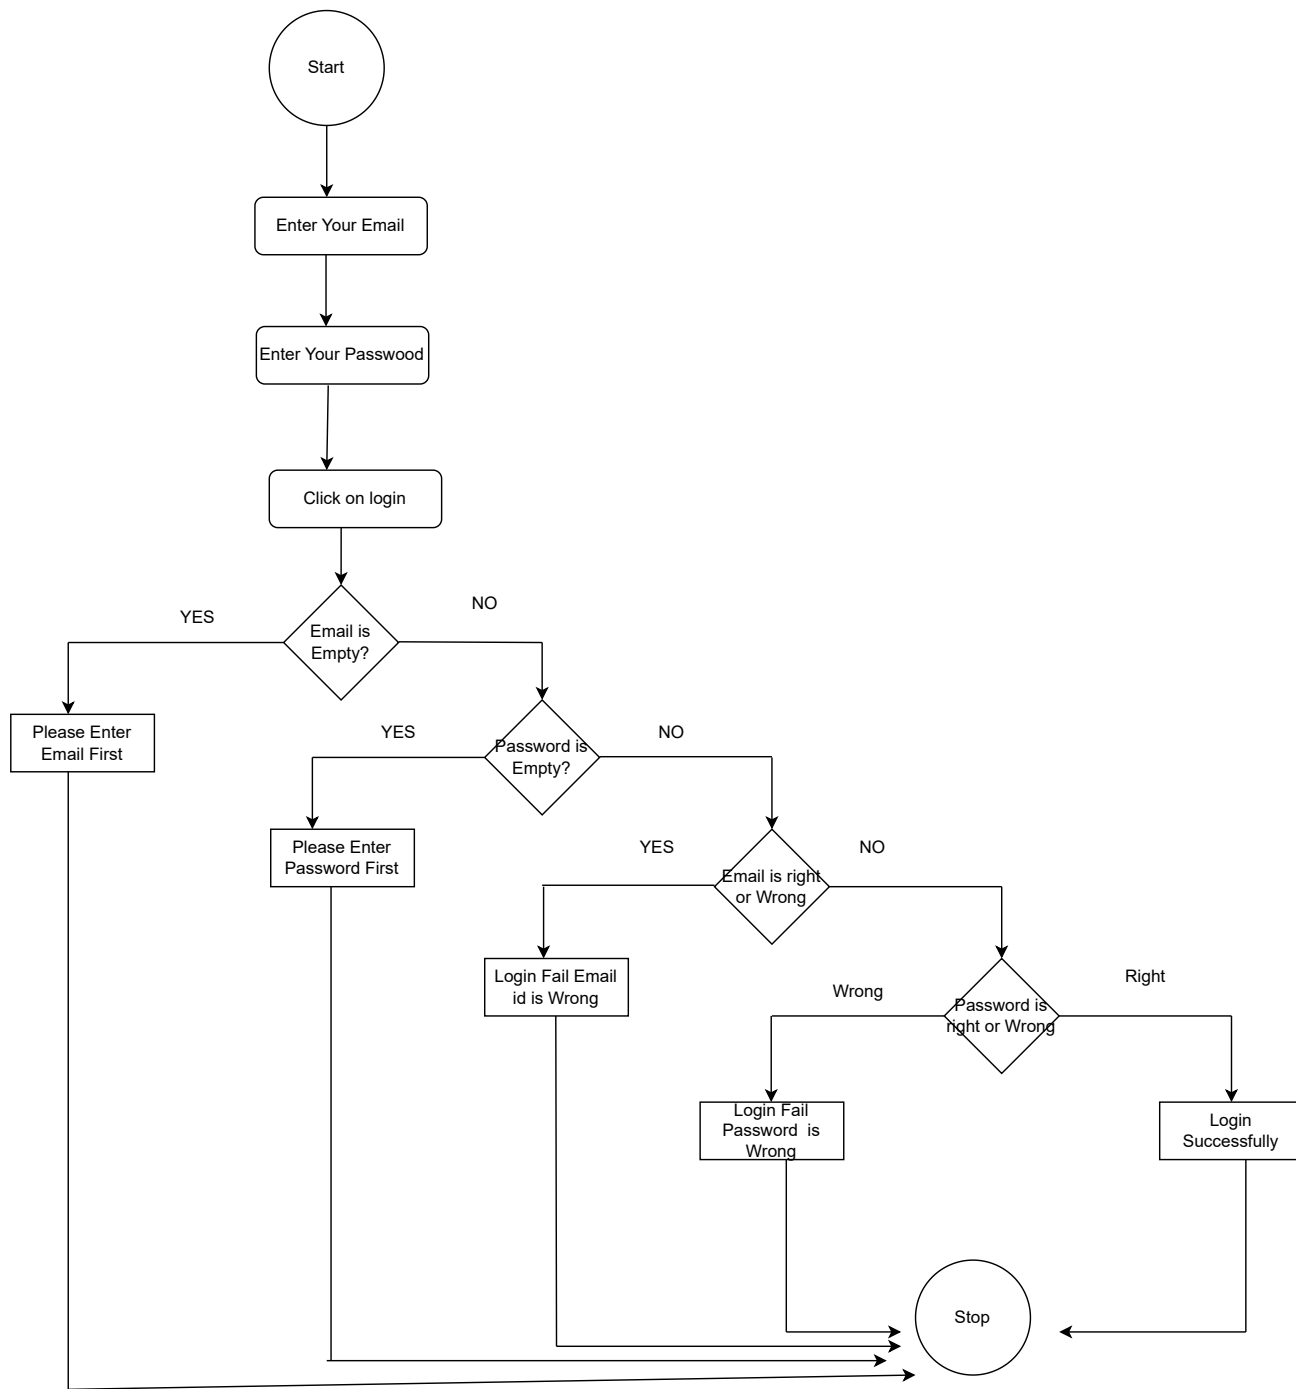 Start
Enter Your Email
Enter Your Passwood
Click on login
YES
NO
Email is
Empty?
Please Enter
Email First
YES
NO
Password is
Empty?
Please Enter
Password First
YES
NO
Email is right
or Wrong
Login Fail Email
id is Wrong
Wrong
Right
Password is
right or Wrong
Login Fail
Password  is
Wrong
Login
Successfully
Stop